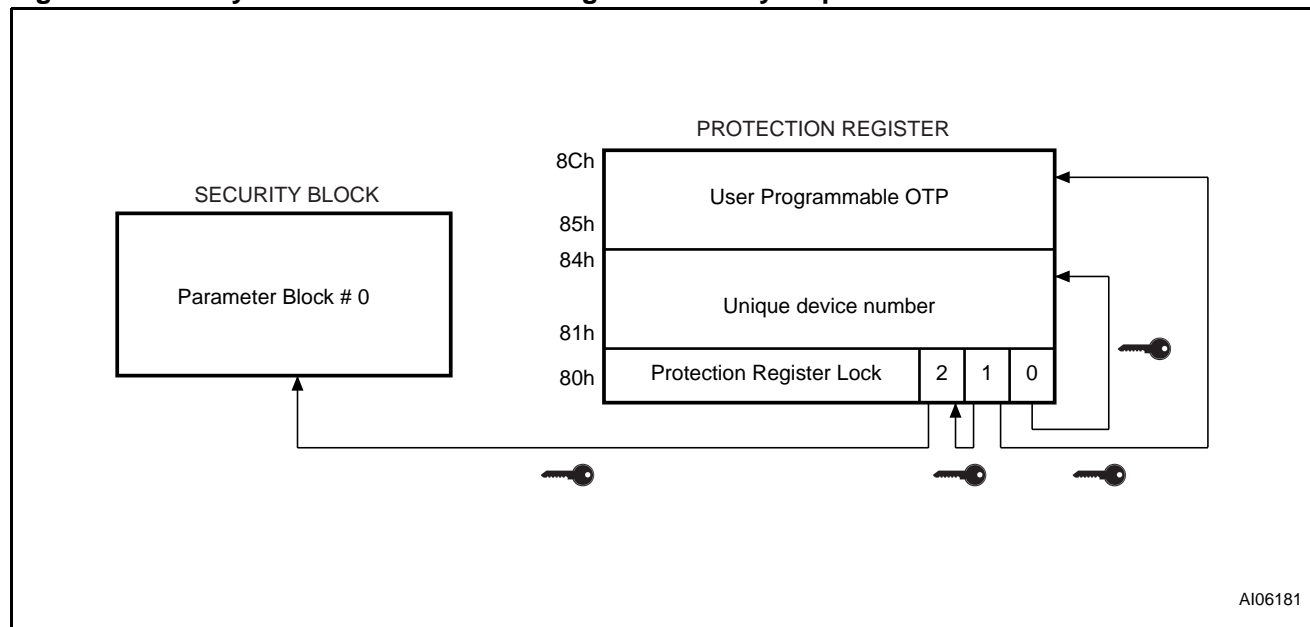 PROTECTION REGISTER
8Ch
User Programmable OTP
SECURITY BLOCK
85h
84h
Parameter Block # 0
Unique device number
81h
80h
Protection Register Lock 2 1 0
AI06181